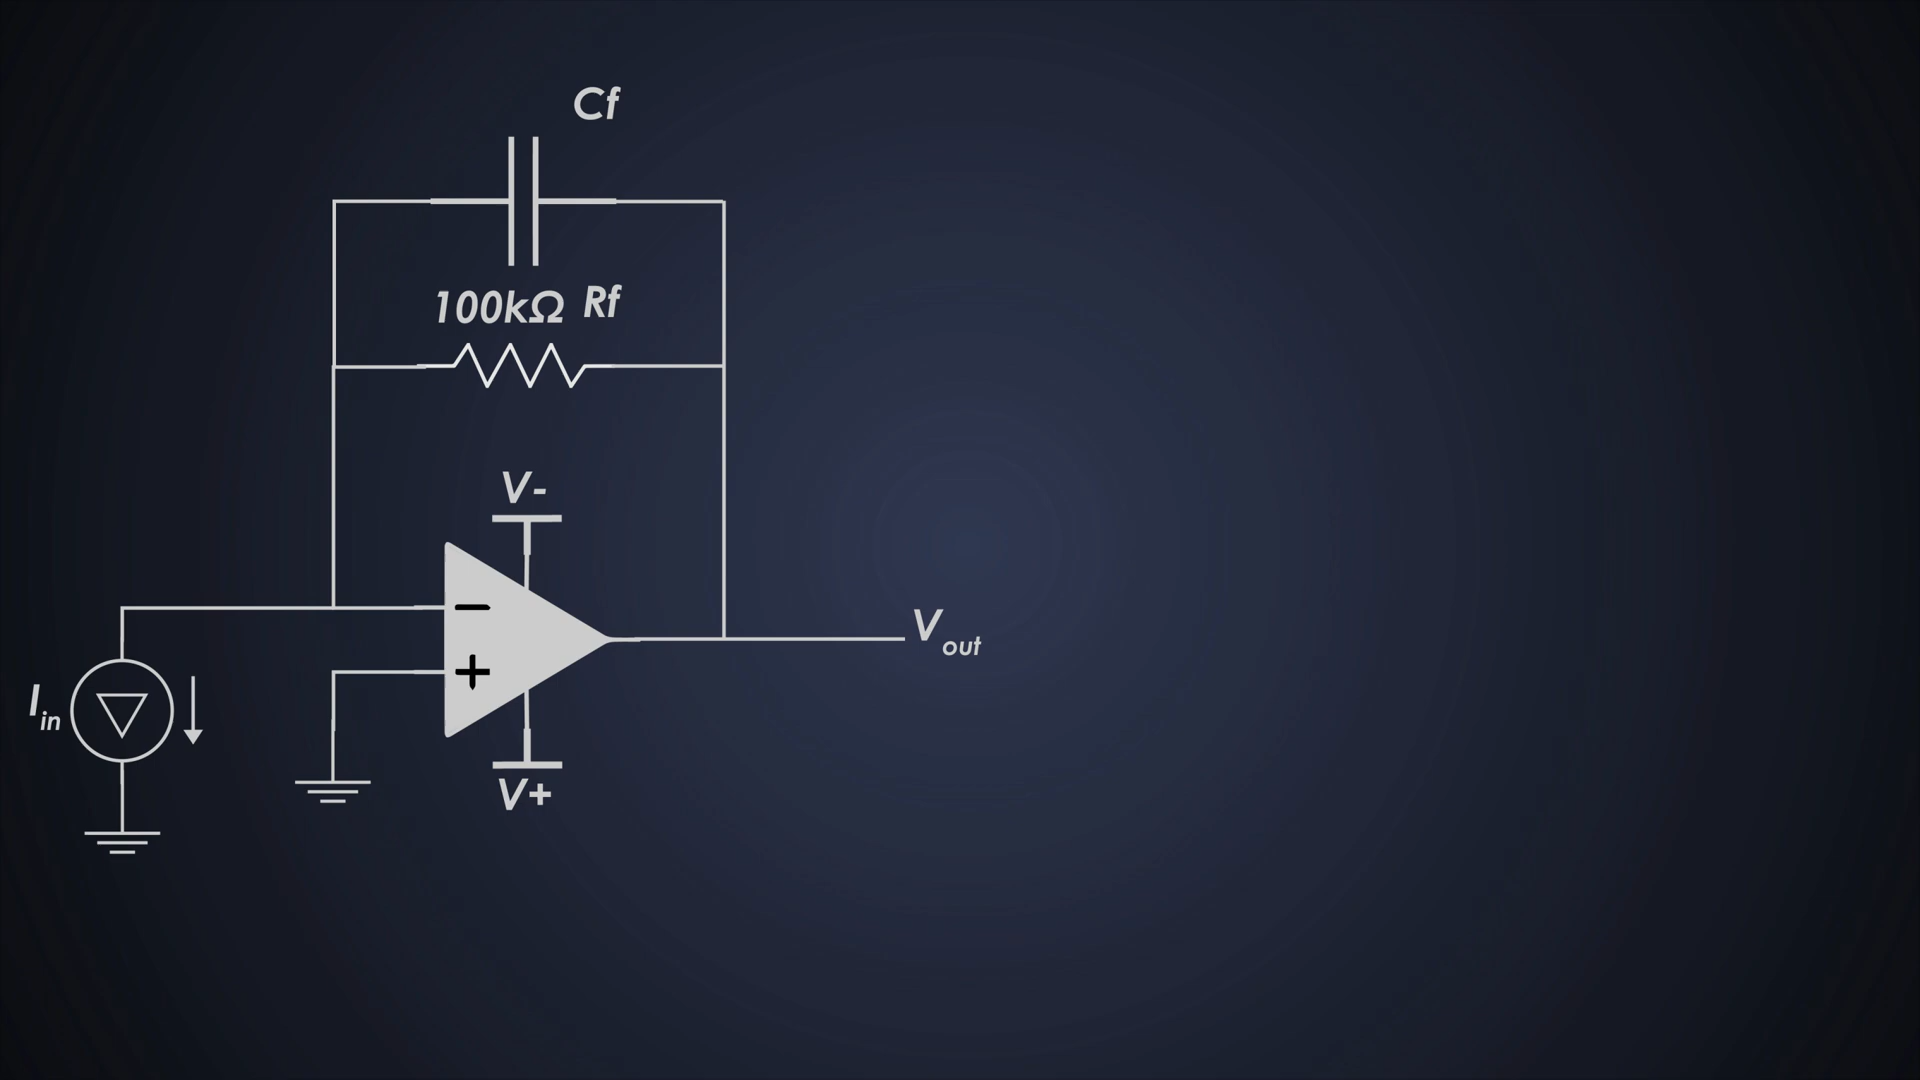 Cf
100kΩ Rf
V-
−
+
V+
Iin
Vout